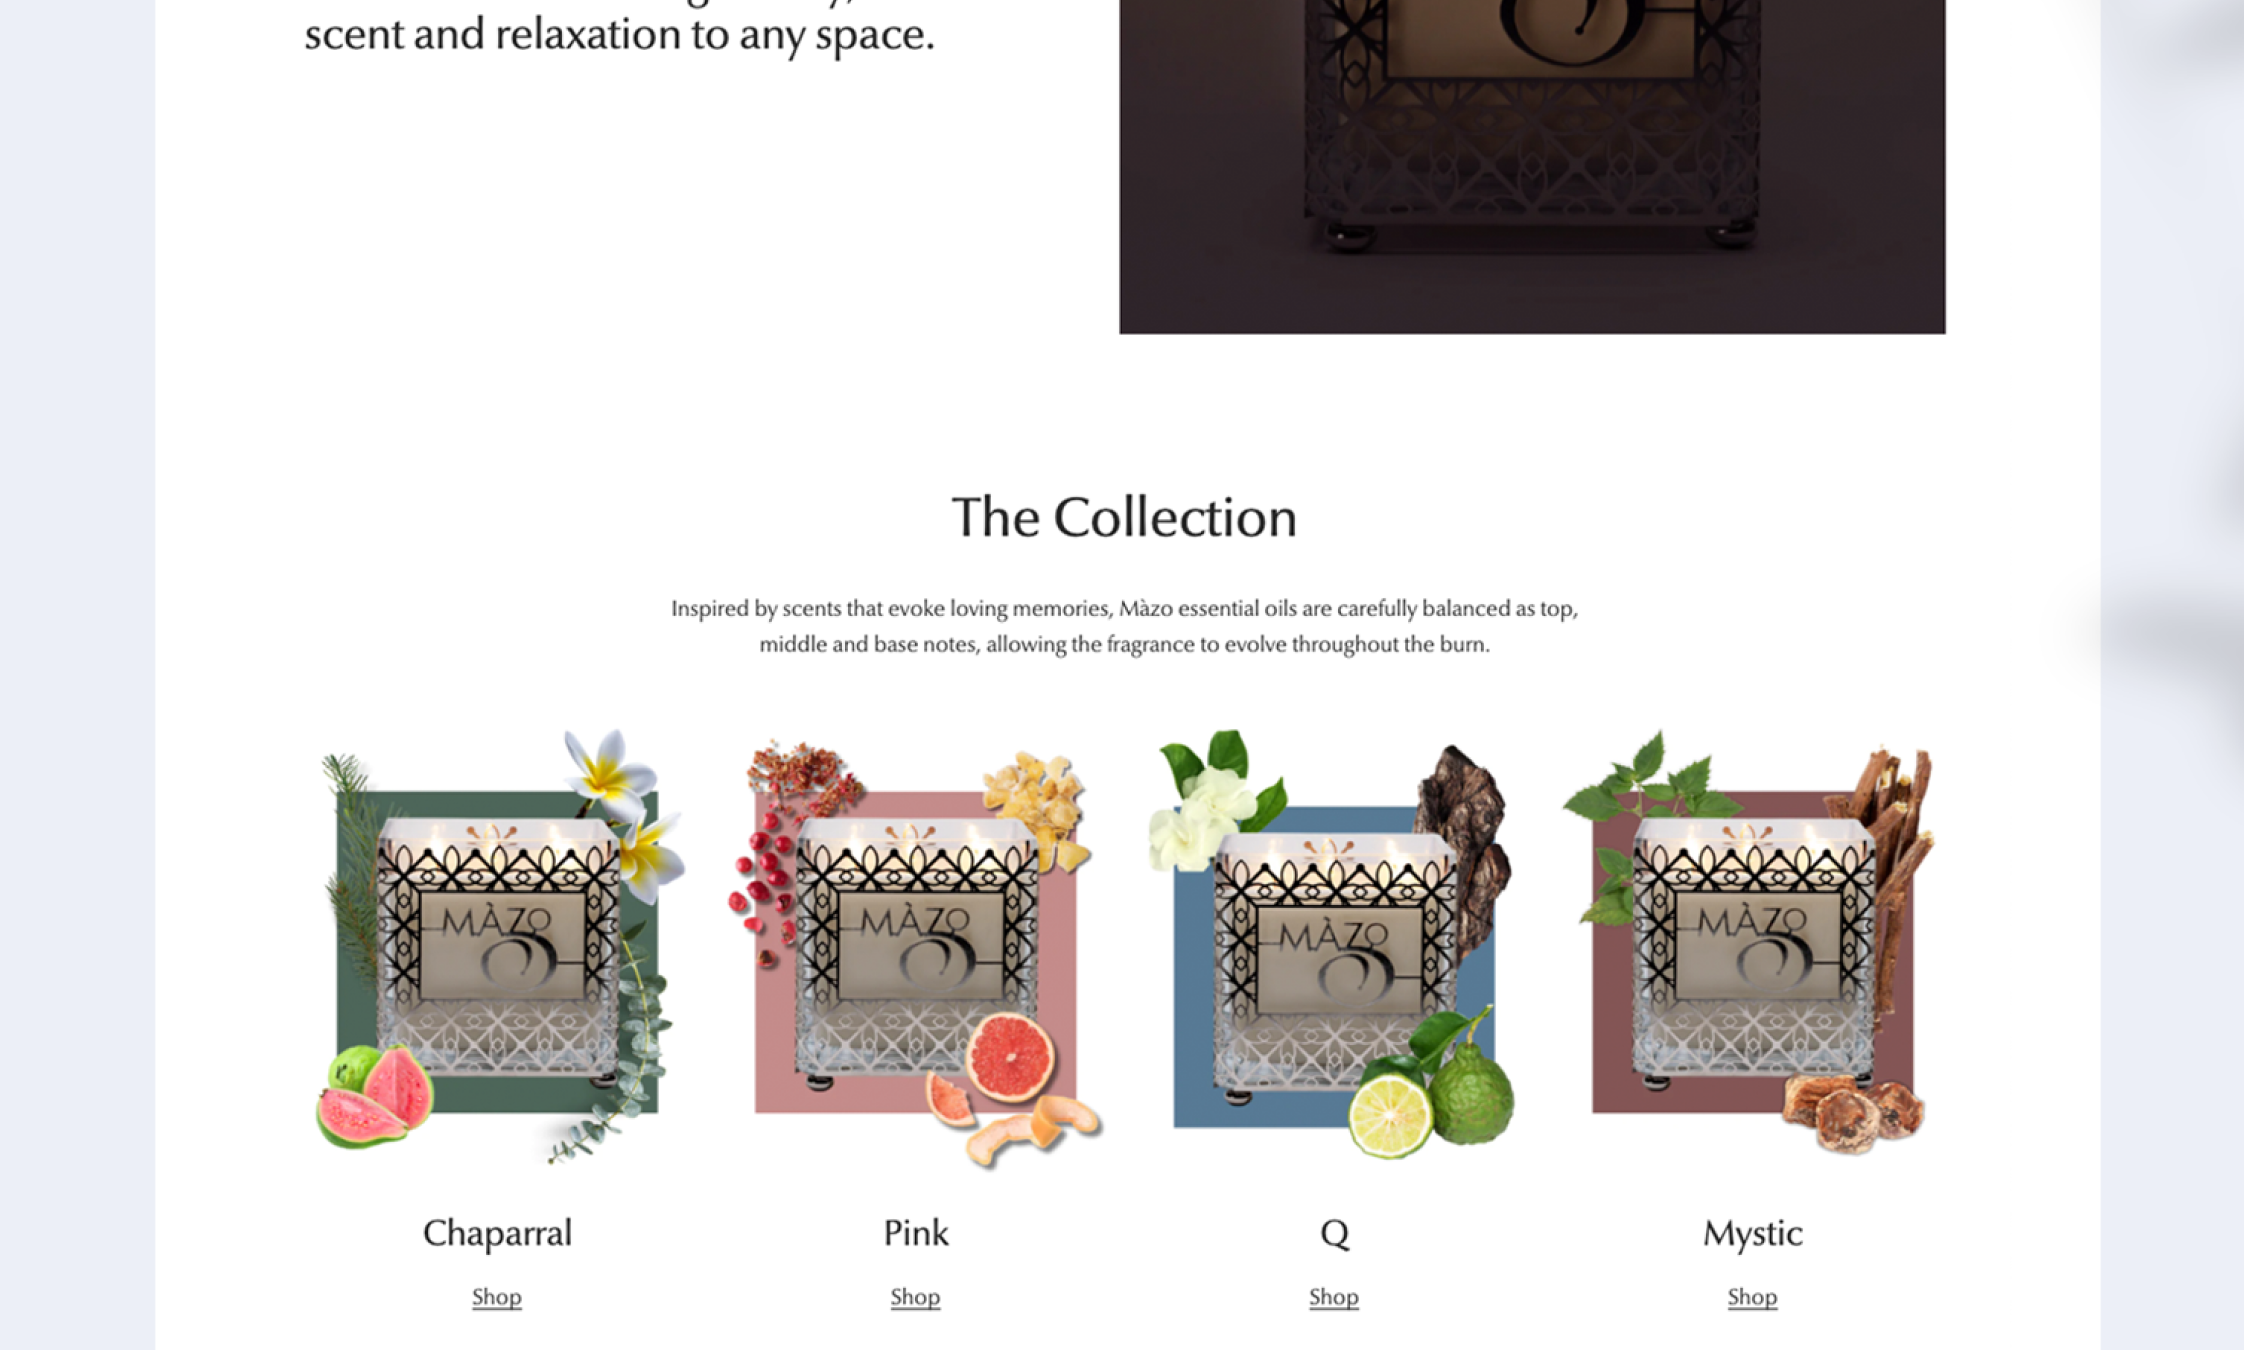 scent and relaxation to any space.
The Collection
Inspired by scents that evoke loving memories, Màzo essential oils are carefully balanced as top,
middle and base notes, allowing the fragrance to evolve throughout the burn.
MÀZO
MÀZO
MÀZO
MÀZO
Chaparral
Pink
Q
Mystic
Shop
Shop
Shop
Shop